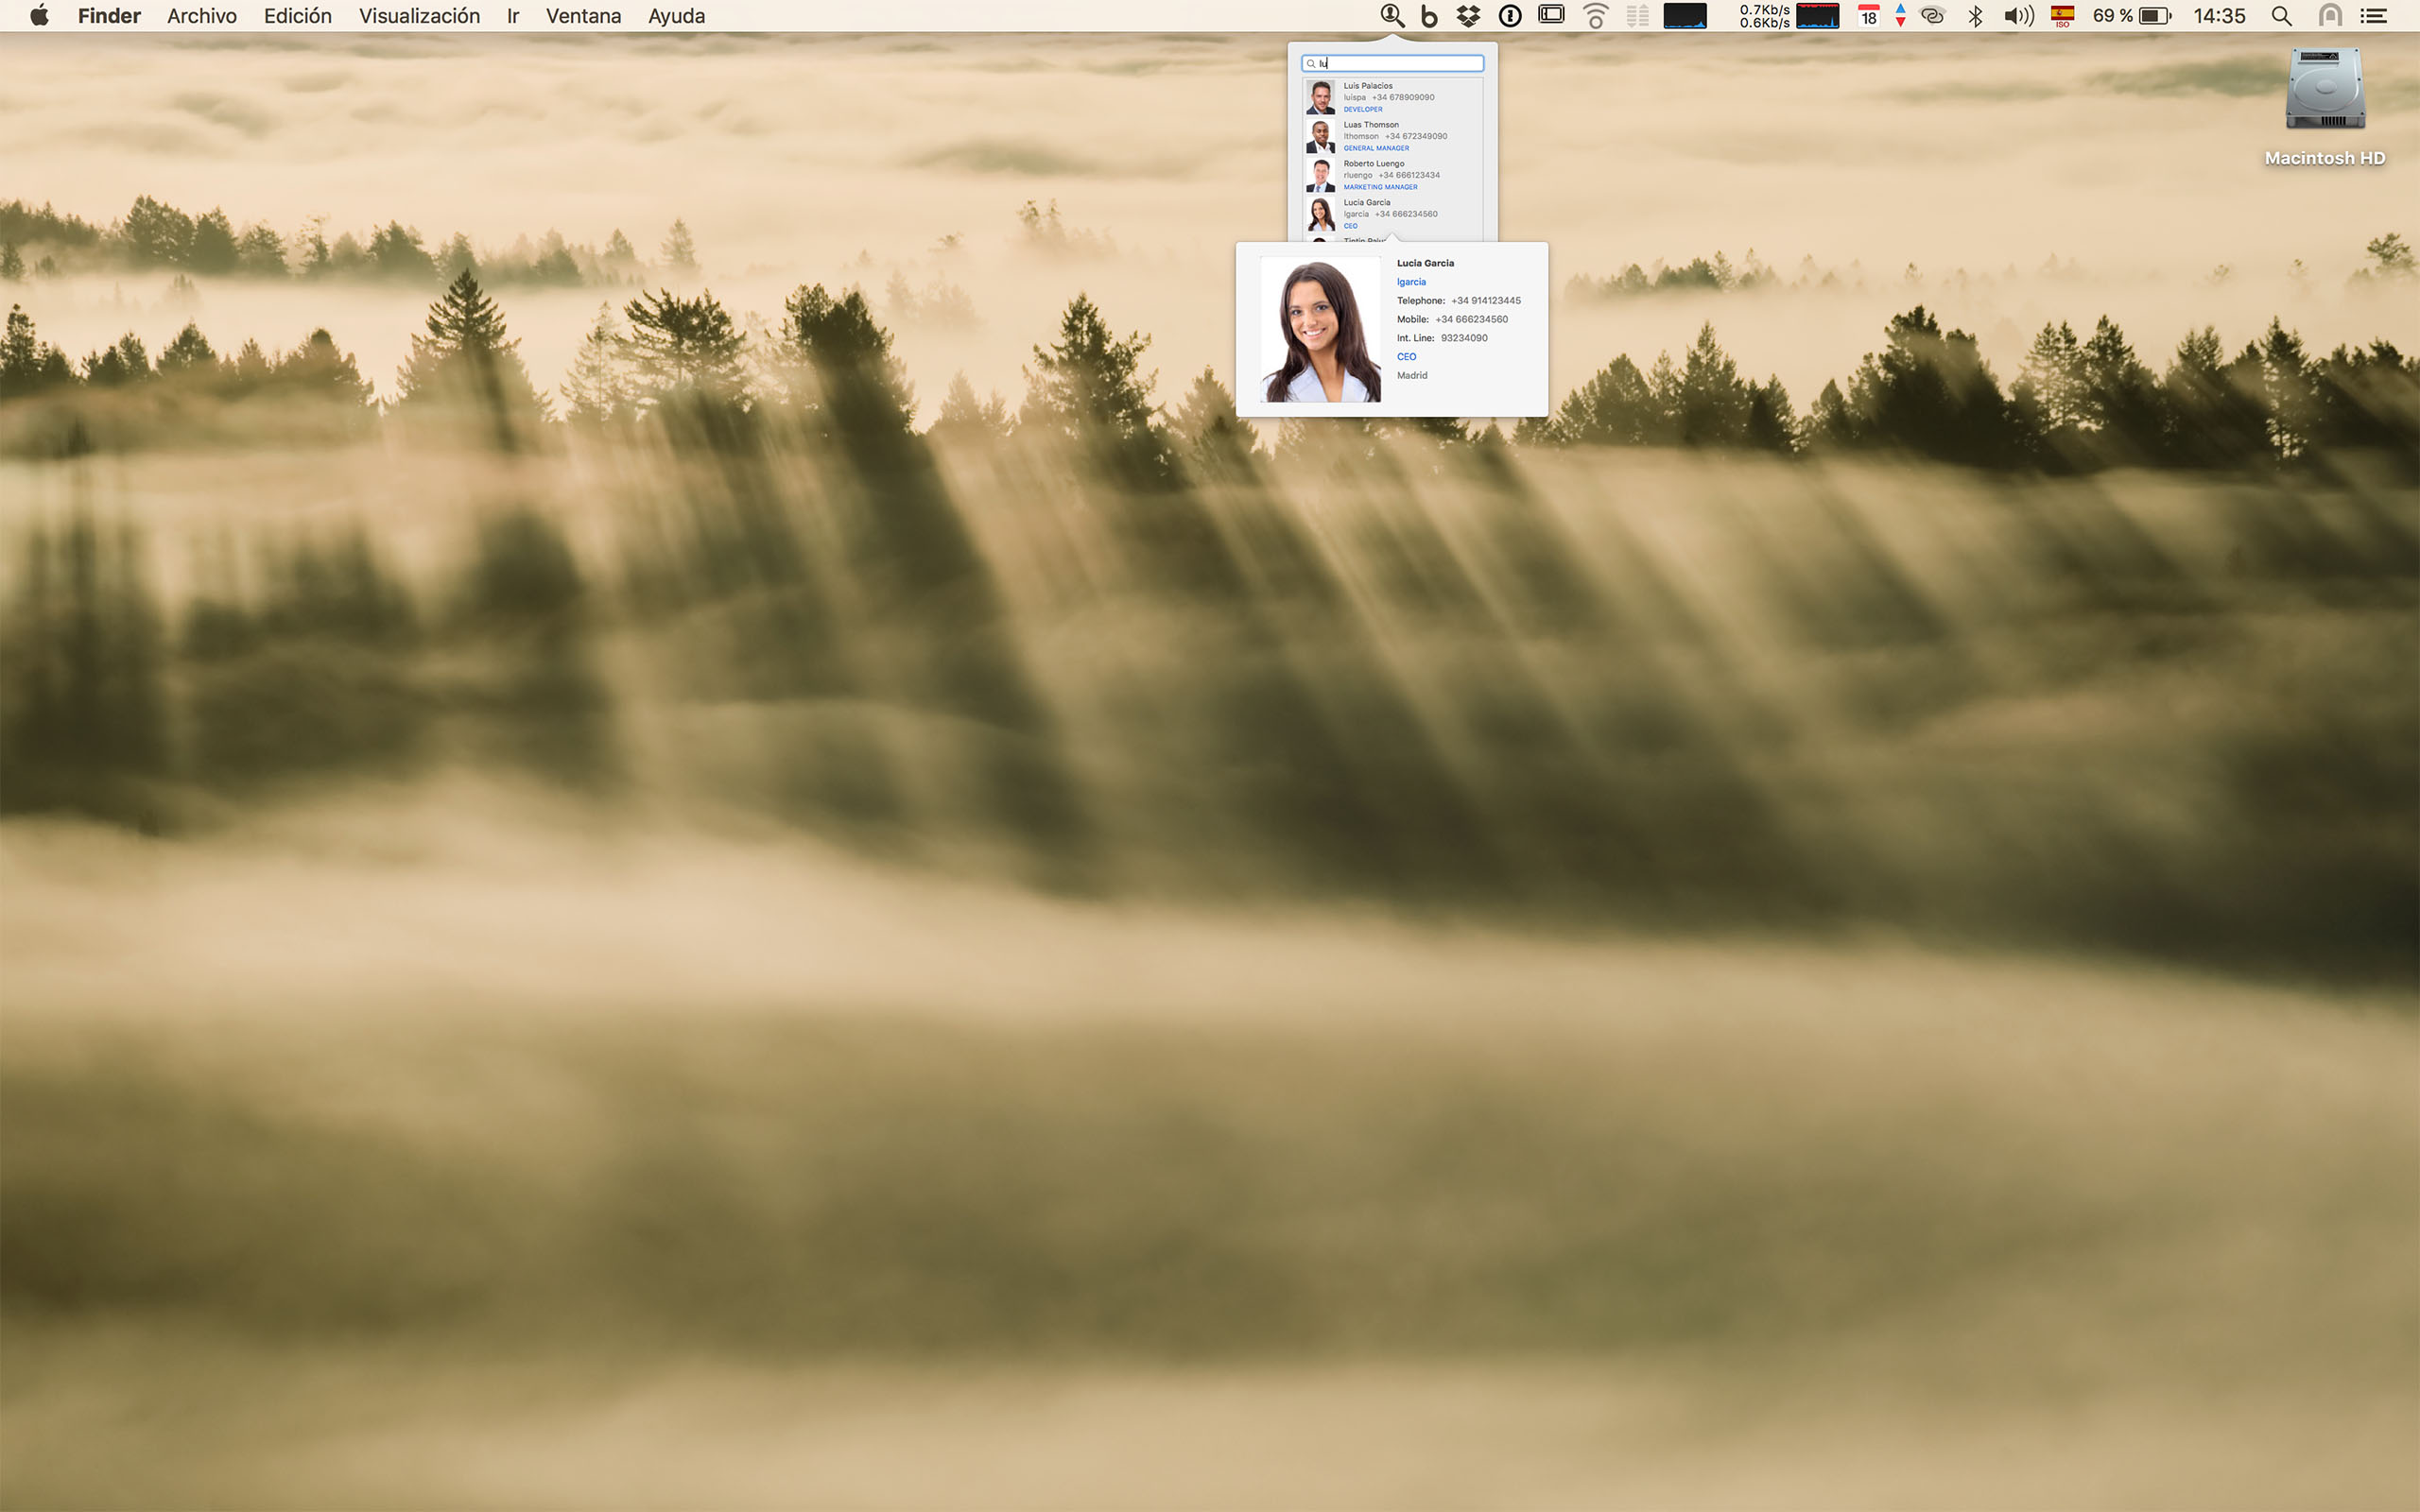 Finder Archivo Edición Visualización Ir Ventana Ayuda
0.7Kb/s
0.6Kb/s
18
ISO
69 %
14:35
lu
Luis Palacios
luispa +34 678909090
DEVELOPER
Luas Thomson
lthomson +34 672349090
GENERAL MANAGER
Roberto Luengo
rluengo +34 666123434
MARKETING MANAGER
Lucia Garcia
lgarcia +34 666234560
CEO
Lucia Garcia
lgarcia
Telephone: +34 914123445
Mobile: +34 666234560
Int. Line: 93234090
CEO
Madrid
Macintosh HD